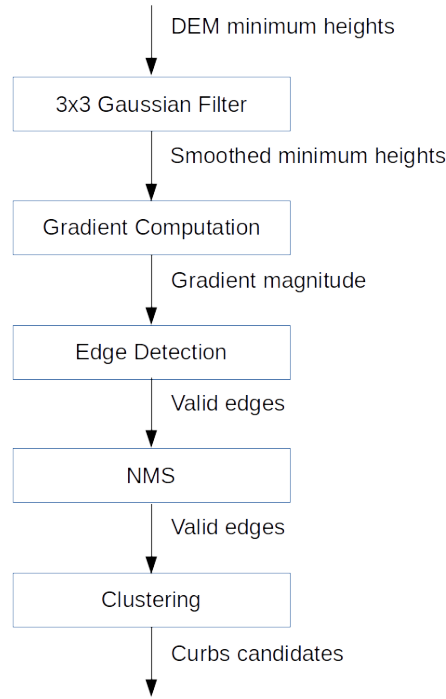 DEM minimum heights
3x3 Gaussian Filter
Smoothed minimum heights
Gradient Computation
Gradient magnitude
Edge Detection
Valid edges
NMS
Valid edges
Clustering
Curbs candidates